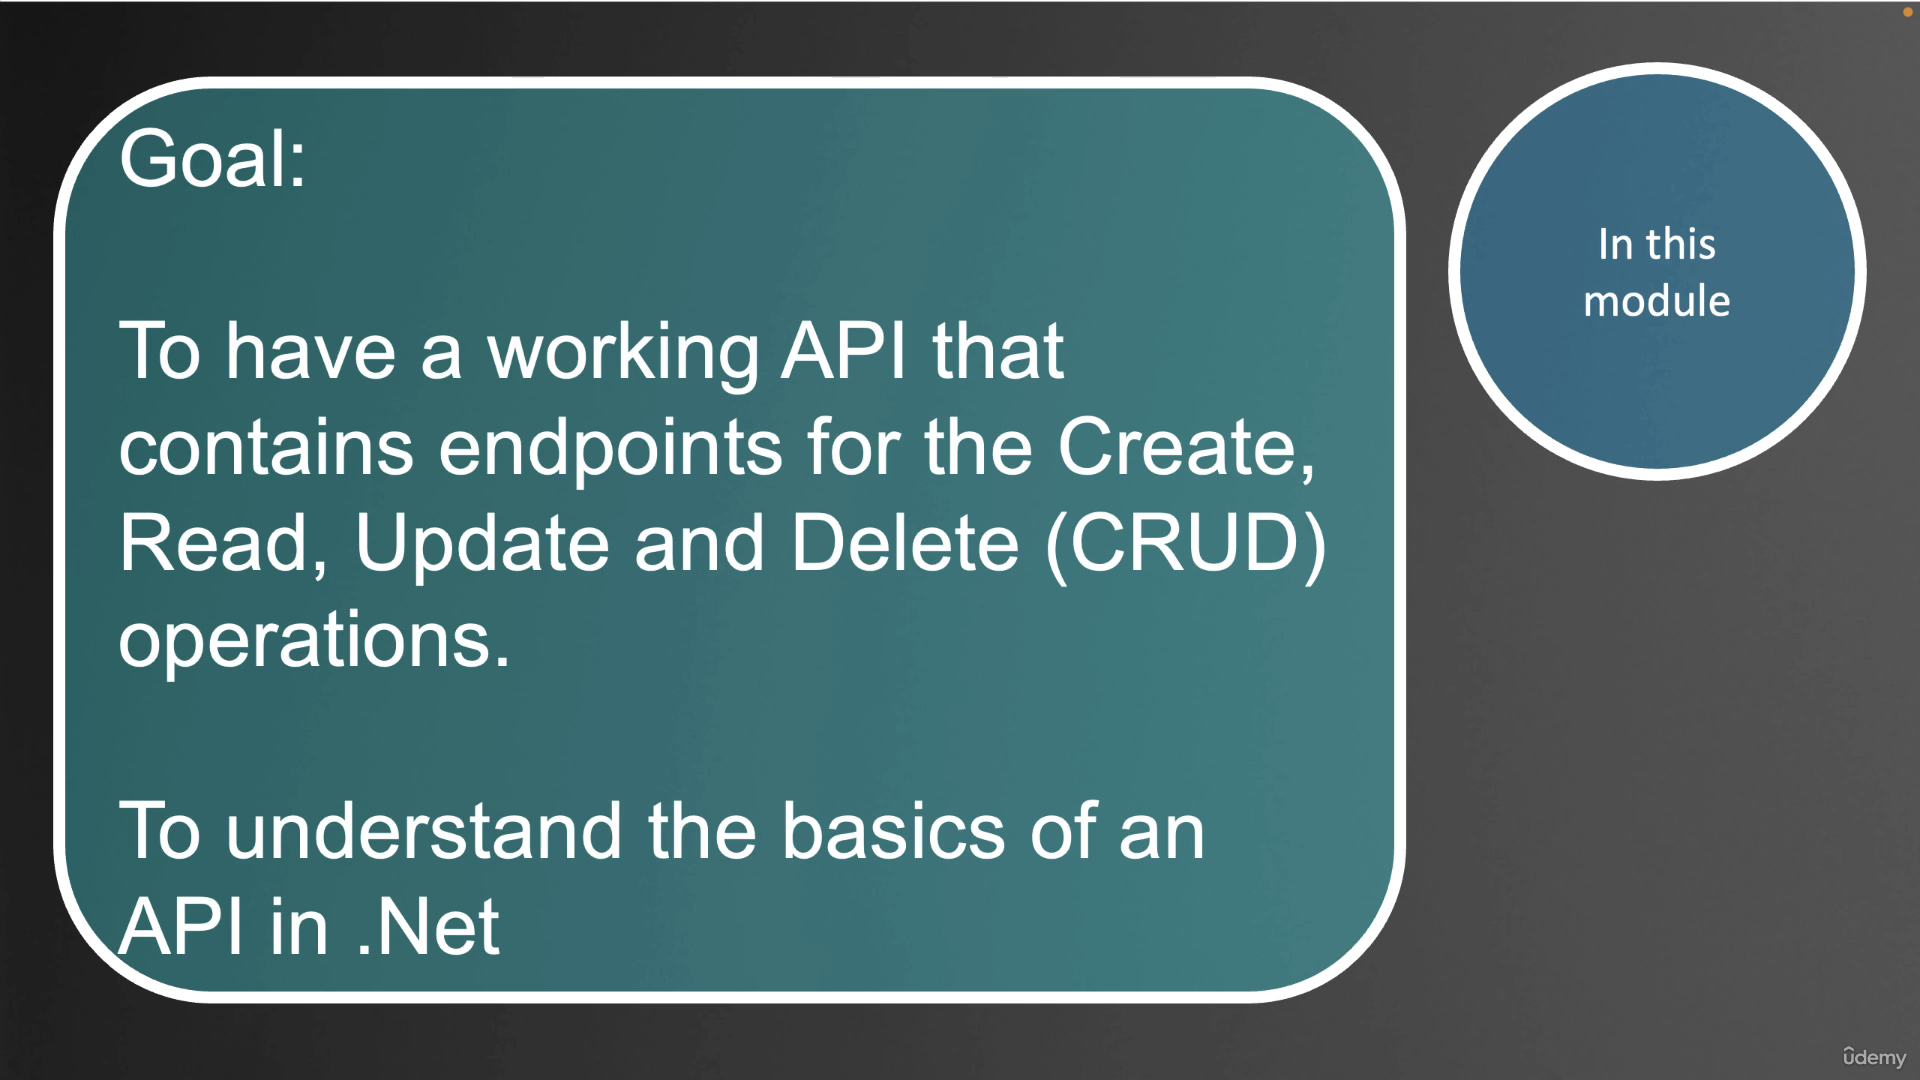 Goal:
To have a working API that
contains endpoints for the Create,
Read, Update and Delete (CRUD)
operations.
To understand the basics of an
API in .Net
In this
module
ûdemy